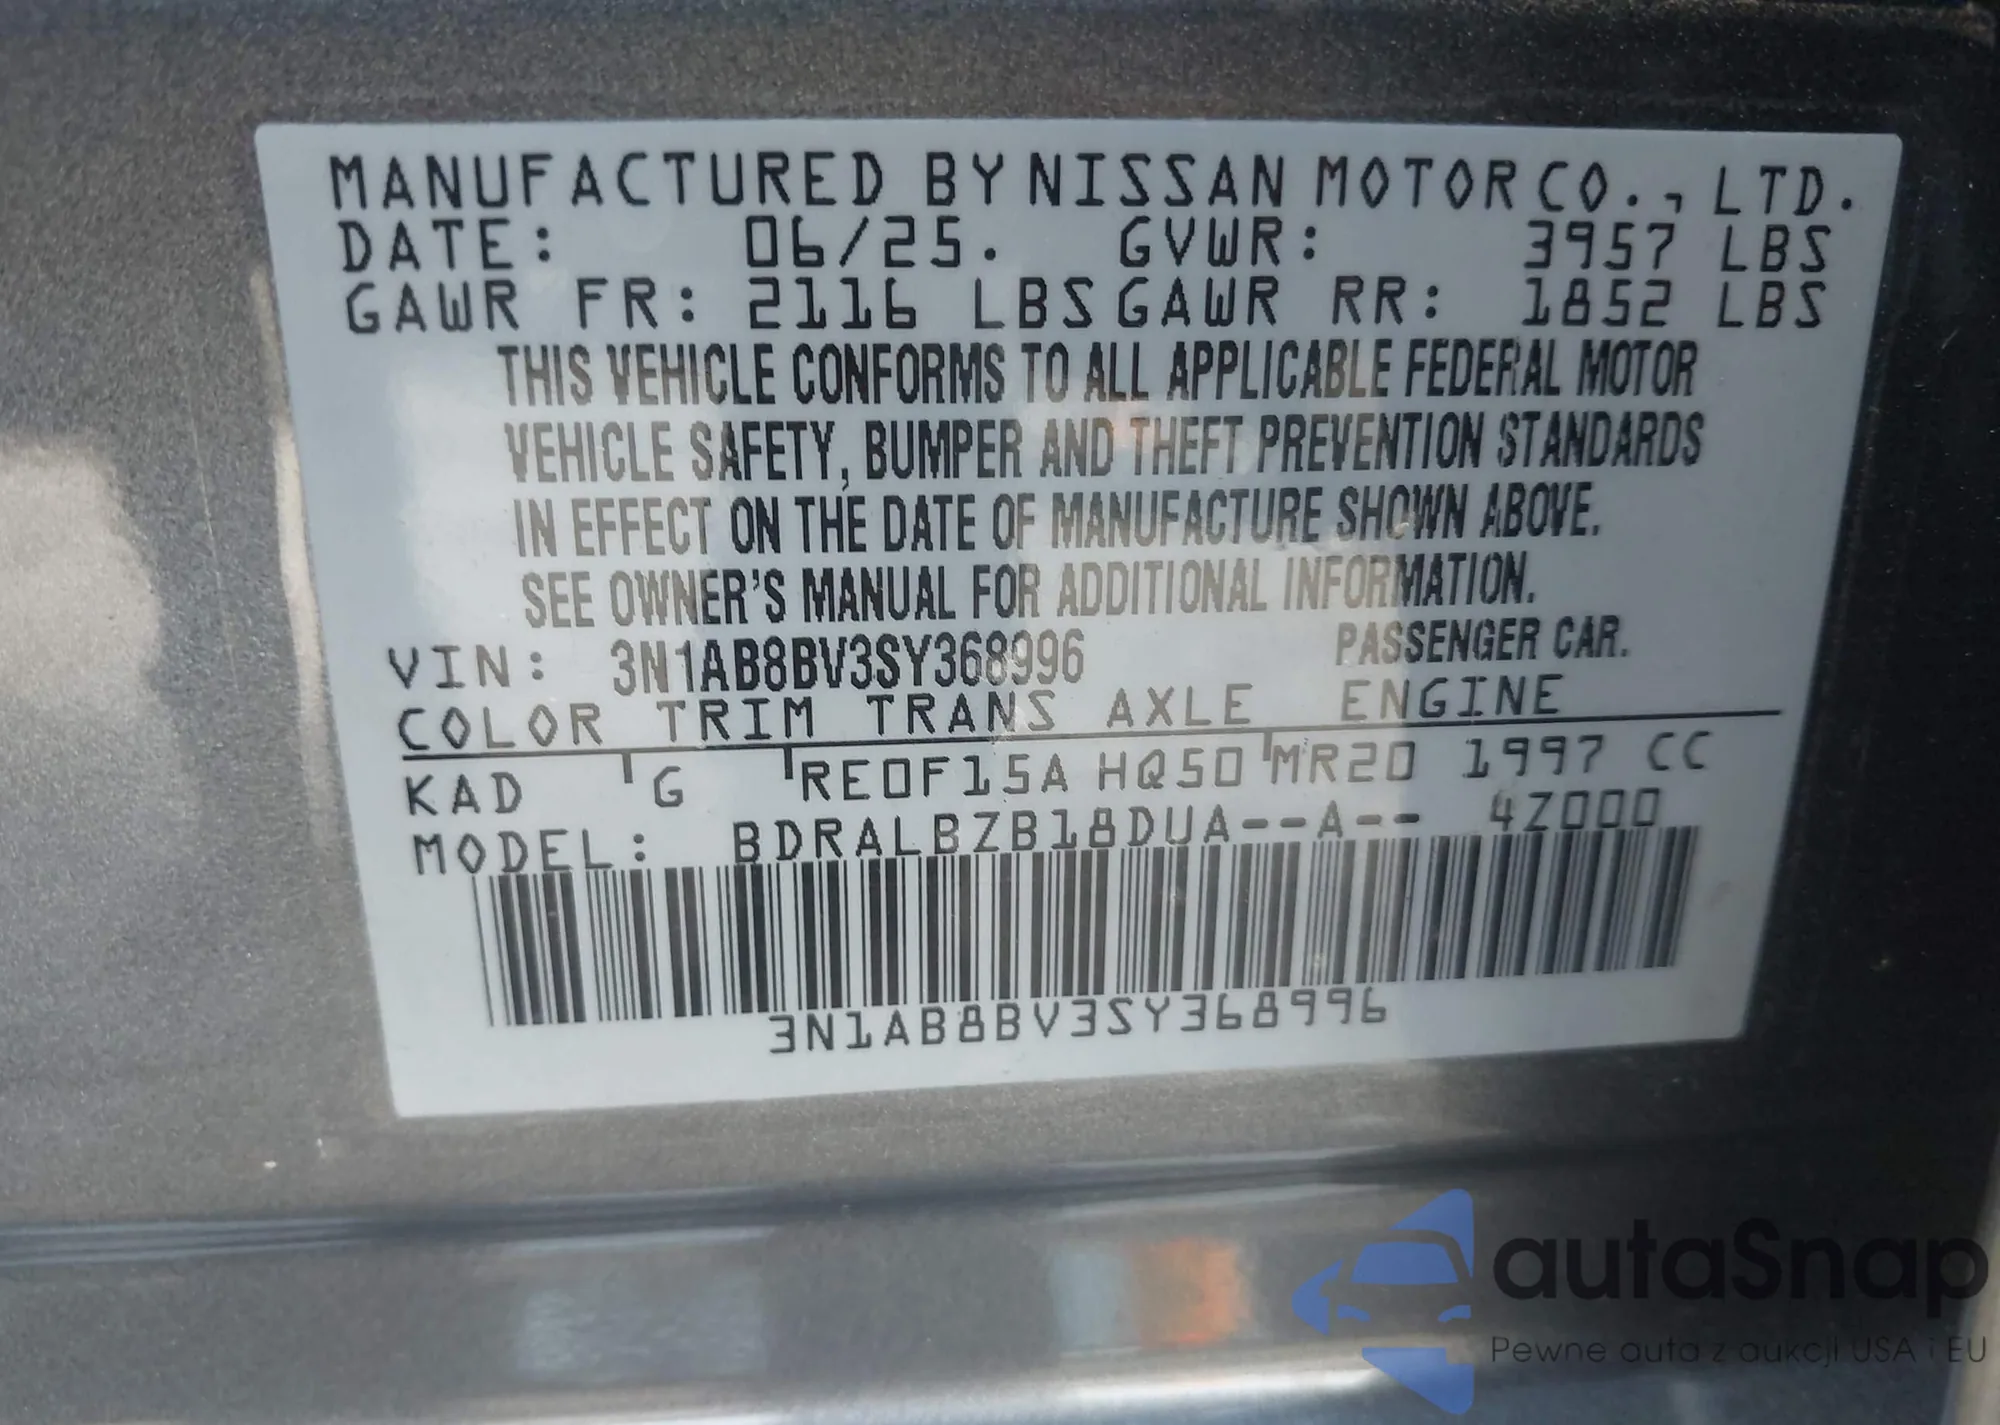 MANUFACTURED BY NISSAN MOTOR CO., LTD.
DATE: 06/25. GVWR: 3957 LBS
GAWR FR: 2116 LBS GAWR RR: 1852 LBS
THIS VEHICLE CONFORMS TO ALL APPLICABLE FEDERAL MOTOR
VEHICLE SAFETY, BUMPER AND THEFT PREVENTION STANDARDS
IN EFFECT ON THE DATE OF MANUFACTURE SHOWN ABOVE.
SEE OWNER'S MANUAL FOR ADDITIONAL INFORMATION.
VIN: 3N1AB8BV3SY368996 PASSENGER CAR.
COLOR TRIM TRANS AXLE ENGINE
KAD G RE0F15A HQ50 MR20 1997 CC
MODEL: BDRALBZB18DUA--A-- 4Z000
3N1AB8BV3SY368996
autaSnap
Pewne auta z aukcji USA i EU